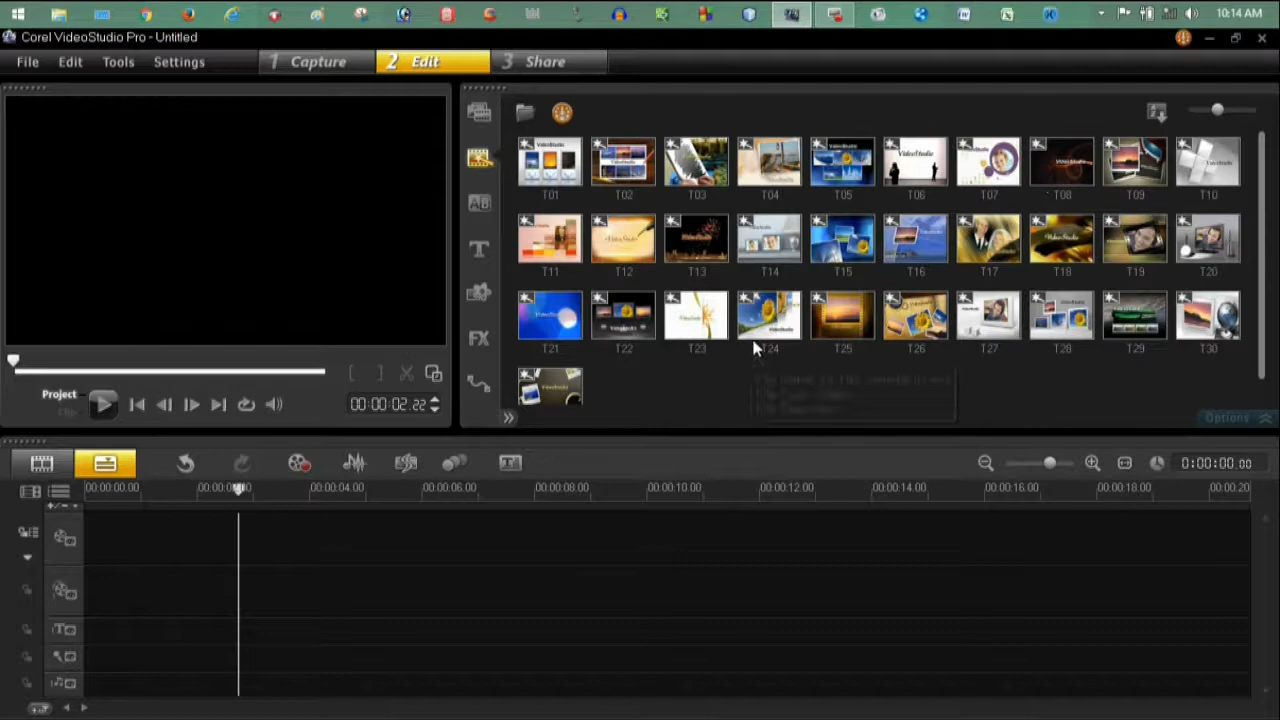 10:14 AM
Corel VideoStudio Pro - Untitled
File Edit Tools Settings 1 Capture 2 Edit 3 Share
T01 T02 T03 T04 T05 T06 T07 T08 T09 T10
T11 T12 T13 T14 T15 T16 T17 T18 T19 T20
T21 T22 T23 T24 T25 T26 T27 T28 T29 T30
Project
Clip
00:00:02.22
Options
0:00:00.00
00:00:00.00 00:00:04.00 00:00:06.00 00:00:08.00 00:00:10.00 00:00:12.00 00:00:14.00 00:00:16.00 00:00:18.00 00:00:20